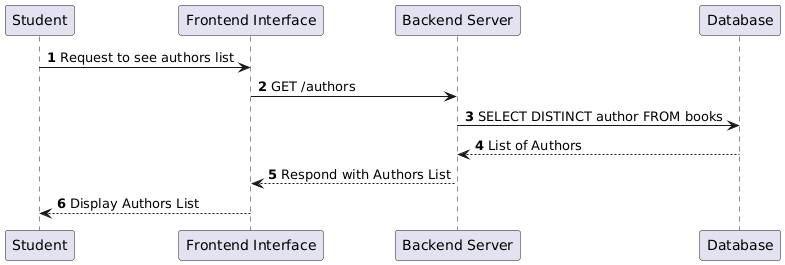 Student Frontend Interface Backend Server Database
1 Request to see authors list
2 GET /authors
3 SELECT DISTINCT author FROM books
4 List of Authors
5 Respond with Authors List
6 Display Authors List
Student Frontend Interface Backend Server Database